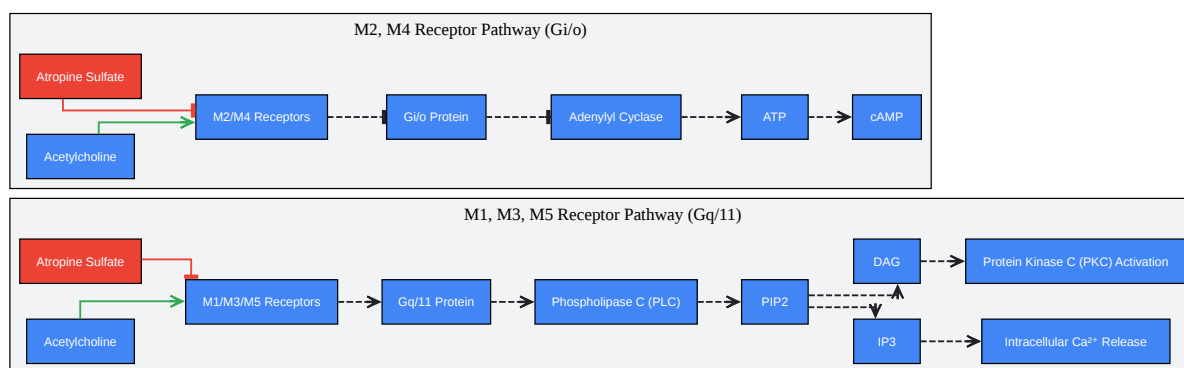 M2, M4 Receptor Pathway (Gi/o)
Atropine Sulfate
M2/M4 Receptors
Gi/o Protein
Adenylyl Cyclase
ATP
cAMP
Acetylcholine
M1, M3, M5 Receptor Pathway (Gq/11)
Atropine Sulfate
DAG
Protein Kinase C (PKC) Activation
M1/M3/M5 Receptors
Gq/11 Protein
Phospholipase C (PLC)
PIP2
Acetylcholine
IP3
Intracellular Ca²⁺ Release